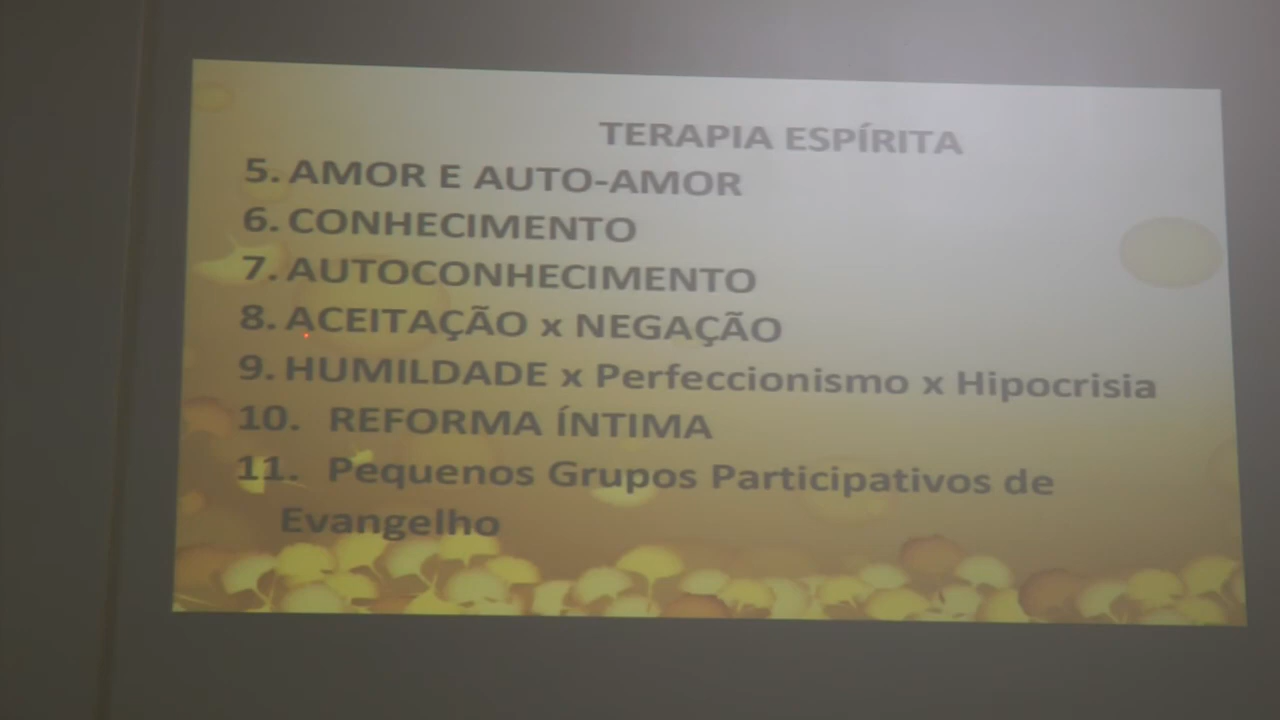 TERAPIA ESPÍRITA
5. AMOR E AUTO-AMOR
6. CONHECIMENTO
7. AUTOCONHECIMENTO
8. ACEITAÇÃO x NEGAÇÃO
9. HUMILDADE x Perfeccionismo x Hipocrisia
10. REFORMA ÍNTIMA
11. Pequenos Grupos Participativos de
Evangelho